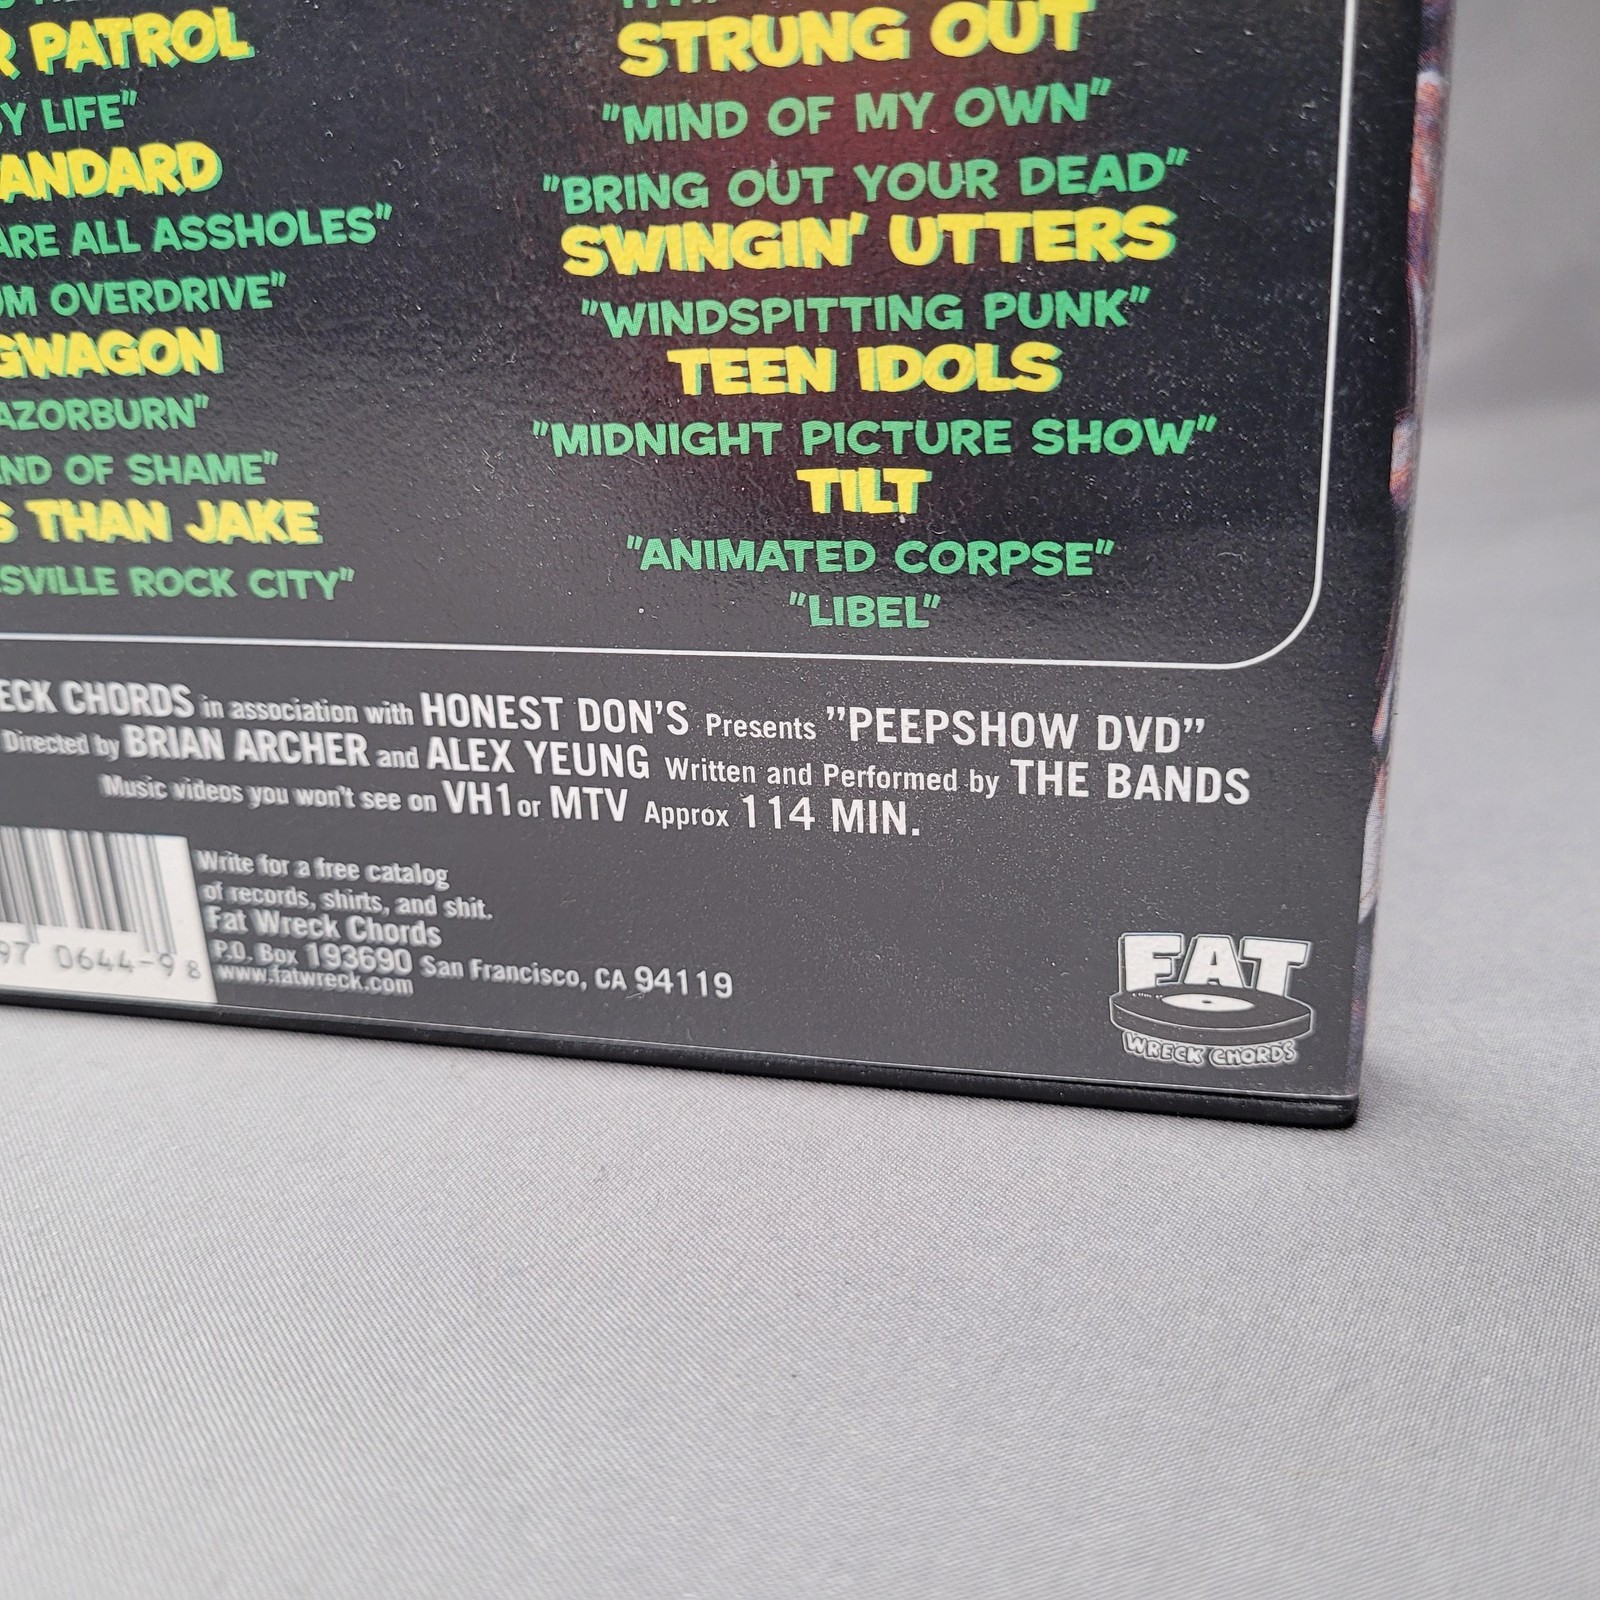 R PATROL
Y LIFE"
ANDARD
ARE ALL ASSHOLES"
OM OVERDRIVE"
GWAGON
AZORBURN"
AND OF SHAME"
S THAN JAKE
SVILLE ROCK CITY"
STRUNG OUT
"MIND OF MY OWN"
"BRING OUT YOUR DEAD"
SWINGIN' UTTERS
"WINDSPITTING PUNK"
TEEN IDOLS
"MIDNIGHT PICTURE SHOW"
TILT
"ANIMATED CORPSE"
"LIBEL"
ECK CHORDS in association with HONEST DON'S Presents "PEEPSHOW DVD"
Directed by BRIAN ARCHER and ALEX YEUNG Written and Performed by THE BANDS
Music videos you won't see on VH1 or MTV Approx 114 MIN.
Write for a free catalog
of records, shirts, and shit.
Fat Wreck Chords
P.O. Box 193690 San Francisco, CA 94119
www.fatwreck.com
97 0644-9 8
FAT
WRECK CHORDS